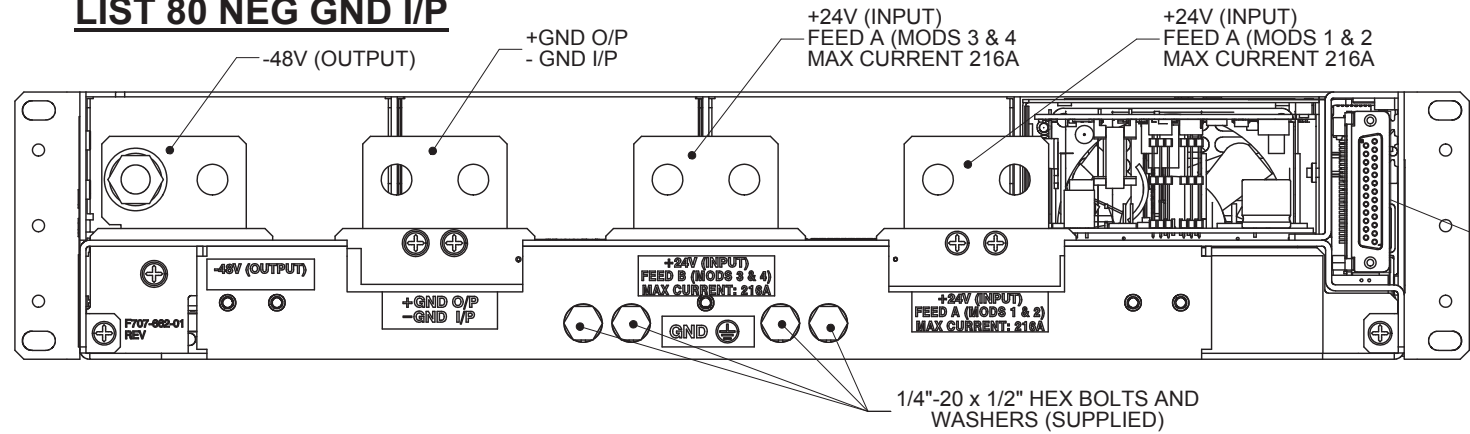 LIST 80 NEG GND I/P
-48V (OUTPUT)
+GND O/P
- GND I/P
+24V (INPUT)
FEED A (MODS 3 & 4
MAX CURRENT 216A
+24V (INPUT)
FEED A (MODS 1 & 2
MAX CURRENT 216A
-48V (OUTPUT)
+GND O/P
-GND I/P
+24V (INPUT)
FEED B (MODS 3 & 4)
MAX CURRENT: 216A
+24V (INPUT)
FEED A (MODS 1 & 2)
MAX CURRENT: 216A
F707-662-01
REV
GND
1/4"-20 x 1/2" HEX BOLTS AND
WASHERS (SUPPLIED)